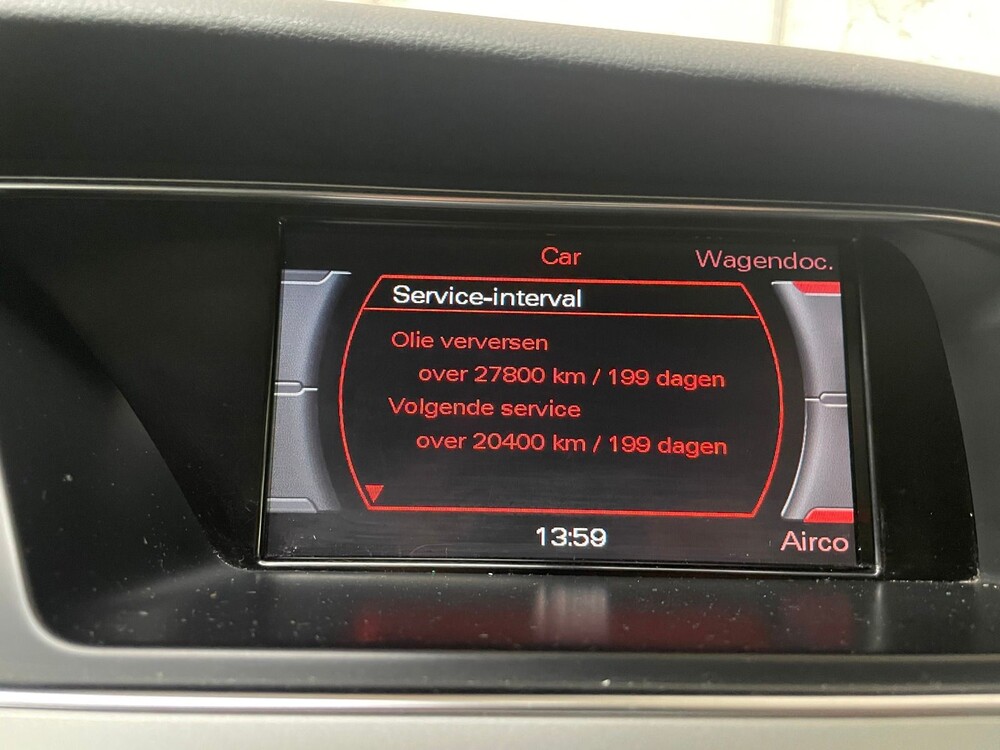 Car
Wagendoc.
Service-interval
Olie verversen
over 27800 km / 199 dagen
Volgende service
over 20400 km / 199 dagen
13:59
Airco